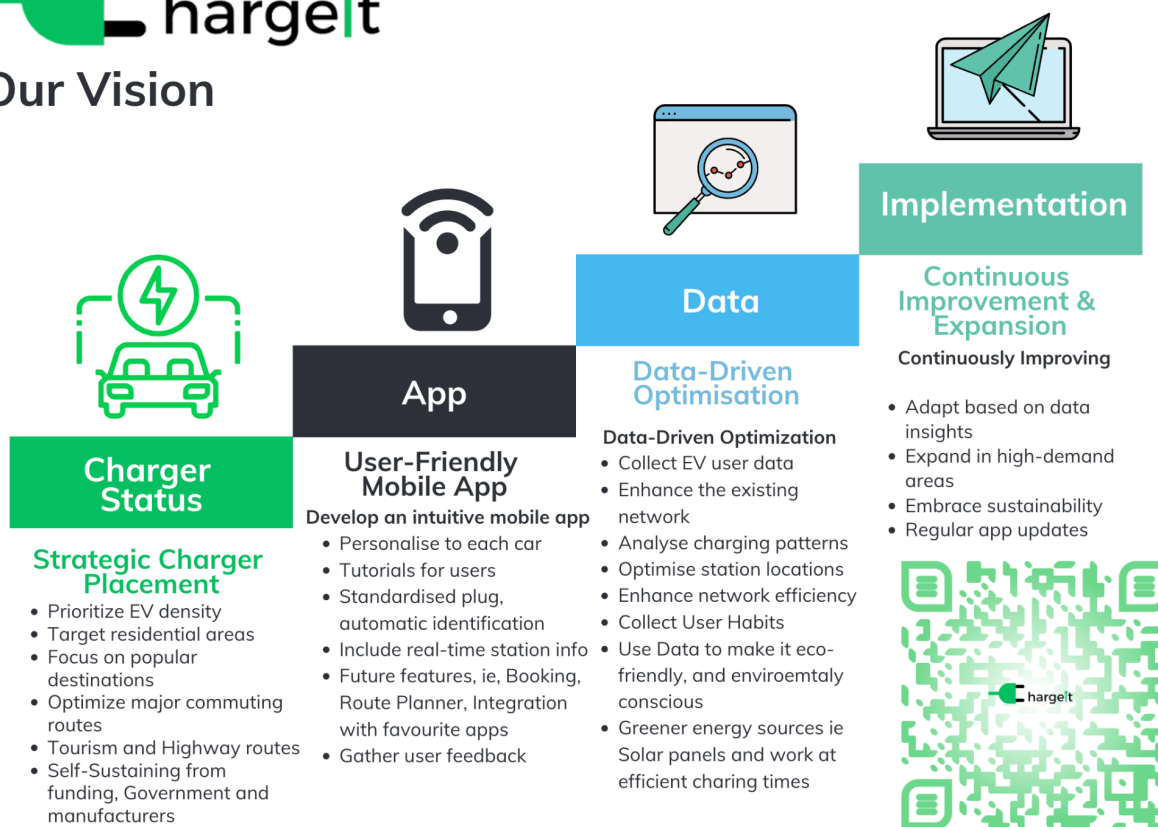 hargeIt
Our Vision
Charger
Status
Strategic Charger
Placement
• Prioritize EV density
• Target residential areas
• Focus on popular
destinations
• Optimize major commuting
routes
• Tourism and Highway routes
• Self-Sustaining from
funding, Government and
manufacturers
App
User-Friendly
Mobile App
Develop an intuitive mobile app
• Personalise to each car
• Tutorials for users
• Standardised plug,
automatic identification
• Include real-time station info
• Future features, ie, Booking,
Route Planner, Integration
with favourite apps
• Gather user feedback
Data
Data-Driven
Optimisation
Data-Driven Optimization
• Collect EV user data
• Enhance the existing
network
• Analyse charging patterns
• Optimise station locations
• Enhance network efficiency
• Collect User Habits
• Use Data to make it eco-
friendly, and enviroemtaly
conscious
• Greener energy sources ie
Solar panels and work at
efficient charing times
Implementation
Continuous
Improvement &
Expansion
Continuously Improving
• Adapt based on data
insights
• Expand in high-demand
areas
• Embrace sustainability
• Regular app updates
hargeIt